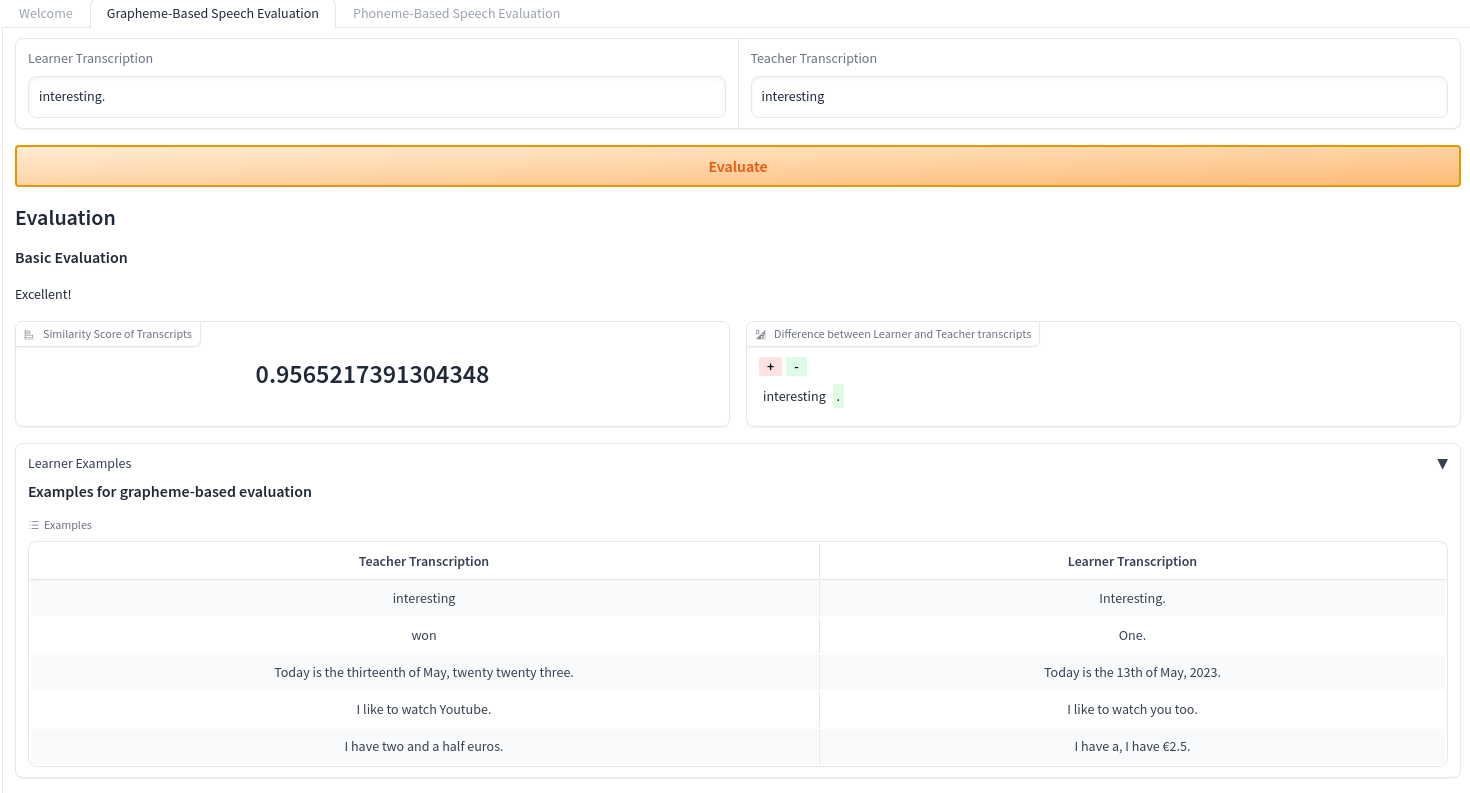 Welcome Grapheme-Based Speech Evaluation Phoneme-Based Speech Evaluation
Learner Transcription Teacher Transcription
interesting. interesting
Evaluate
Evaluation
Basic Evaluation
Excellent!
Similarity Score of Transcripts Difference between Learner and Teacher transcripts
0.9565217391304348
+ -
interesting .
Learner Examples ▼
Examples for grapheme-based evaluation
Examples
Teacher Transcription Learner Transcription
interesting Interesting.
won One.
Today is the thirteenth of May, twenty twenty three. Today is the 13th of May, 2023.
I like to watch Youtube. I like to watch you too.
I have two and a half euros. I have a, I have €2.5.